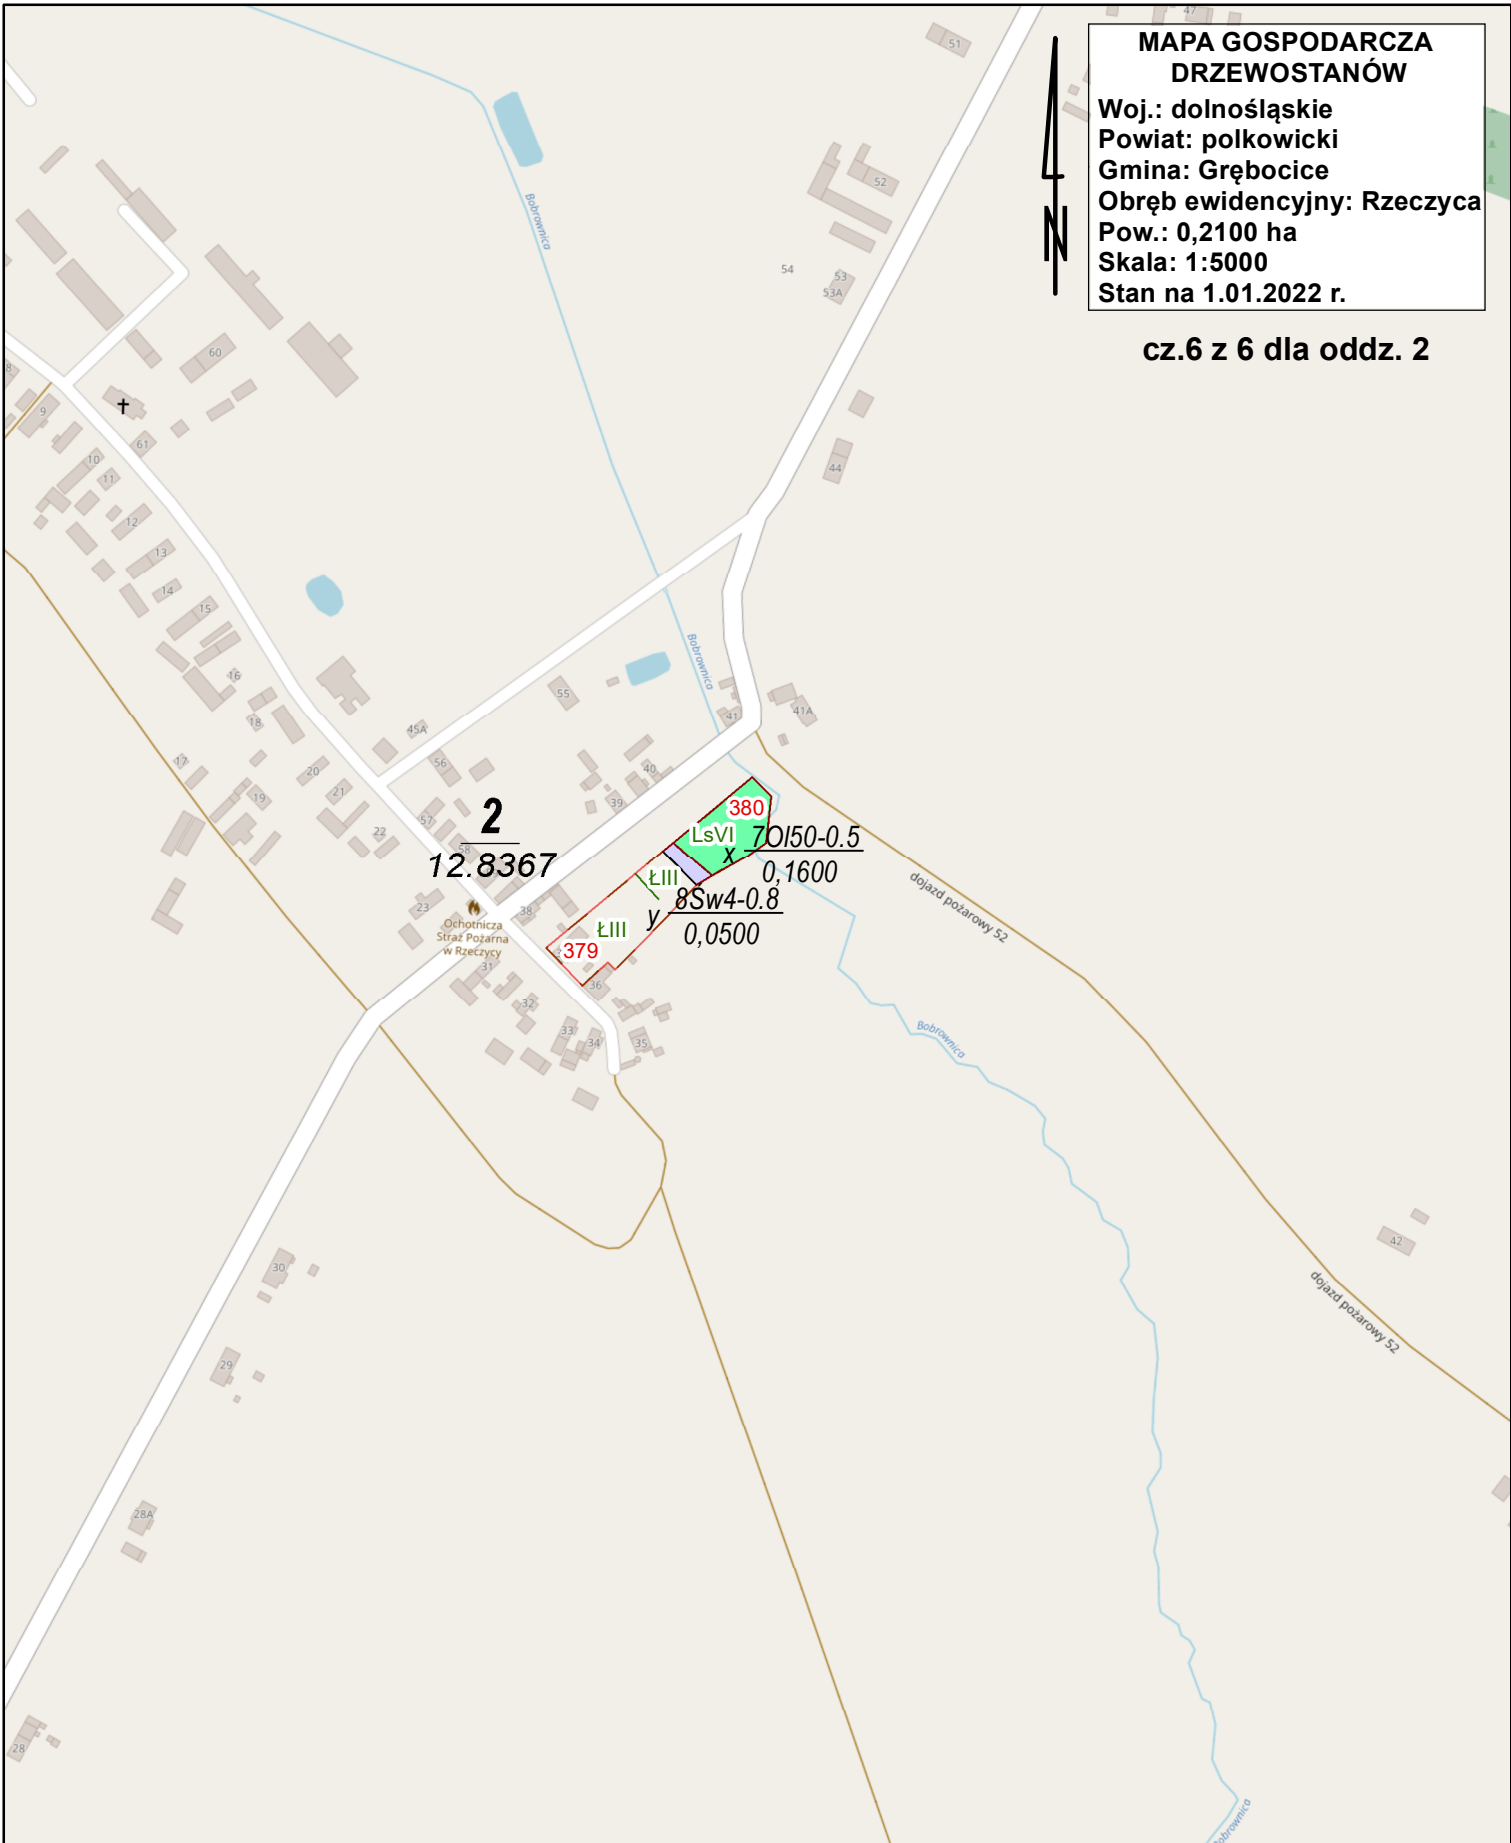 MAPA GOSPODARCZA
DRZEWOSTANÓW
Woj.: dolnośląskie
Powiat: polkowicki
Gmina: Grębocice
Obręb ewidencyjny: Rzeczyca
Pow.: 0,2100 ha
Skala: 1:5000
Stan na 1.01.2022 r.
cz.6 z 6 dla oddz. 2
N
47
51
52
54
53
53A
Bobrownica
60
9
61
10
11
44
12
13
14
15
Bobrownica
16
55
41
41A
18
45A
17
56
40
20
21
19
39
57
22
58
2
12.8367
380
LsVI
x 7Ol50-0.5
0,1600
ŁIII
y 8Sw4-0.8
0,0500
ŁIII
379
38
23
Ochotnicza
Straż Pożarna
w Rzeczycy
31
36
32
33
34
35
dojazd pożarowy 52
Bobrownica
42
30
dojazd pożarowy 52
29
28A
28
Bobrownica